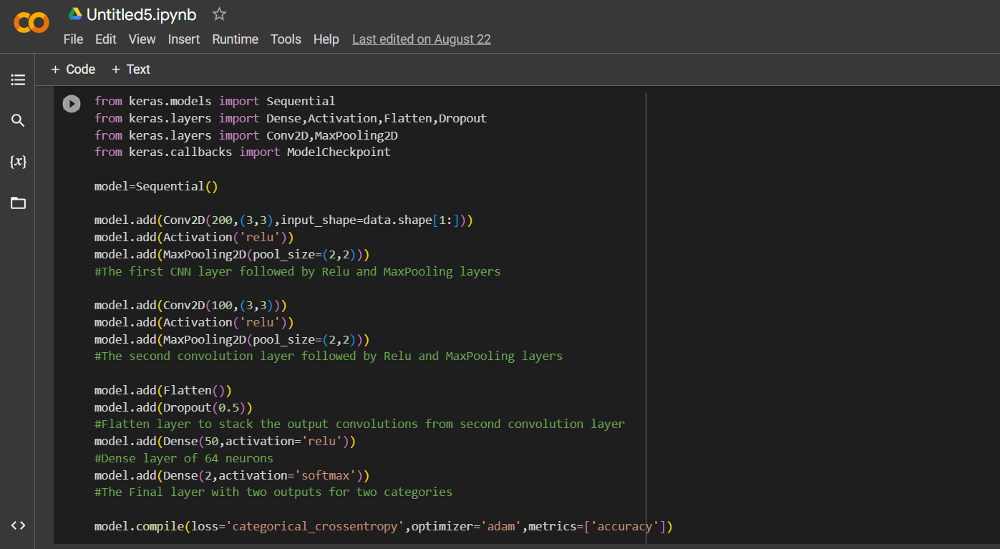 Untitled5.ipynb
File Edit View Insert Runtime Tools Help Last edited on August 22
+ Code + Text
from keras.models import Sequential
from keras.layers import Dense,Activation,Flatten,Dropout
from keras.layers import Conv2D,MaxPooling2D
from keras.callbacks import ModelCheckpoint
model=Sequential()
model.add(Conv2D(200,(3,3),input_shape=data.shape[1:]))
model.add(Activation('relu'))
model.add(MaxPooling2D(pool_size=(2,2)))
#The first CNN layer followed by Relu and MaxPooling layers
model.add(Conv2D(100,(3,3)))
model.add(Activation('relu'))
model.add(MaxPooling2D(pool_size=(2,2)))
#The second convolution layer followed by Relu and MaxPooling layers
model.add(Flatten())
model.add(Dropout(0.5))
#Flatten layer to stack the output convolutions from second convolution layer
model.add(Dense(50,activation='relu'))
#Dense layer of 64 neurons
model.add(Dense(2,activation='softmax'))
#The Final layer with two outputs for two categories
model.compile(loss='categorical_crossentropy',optimizer='adam',metrics=['accuracy'])
{x}
<>